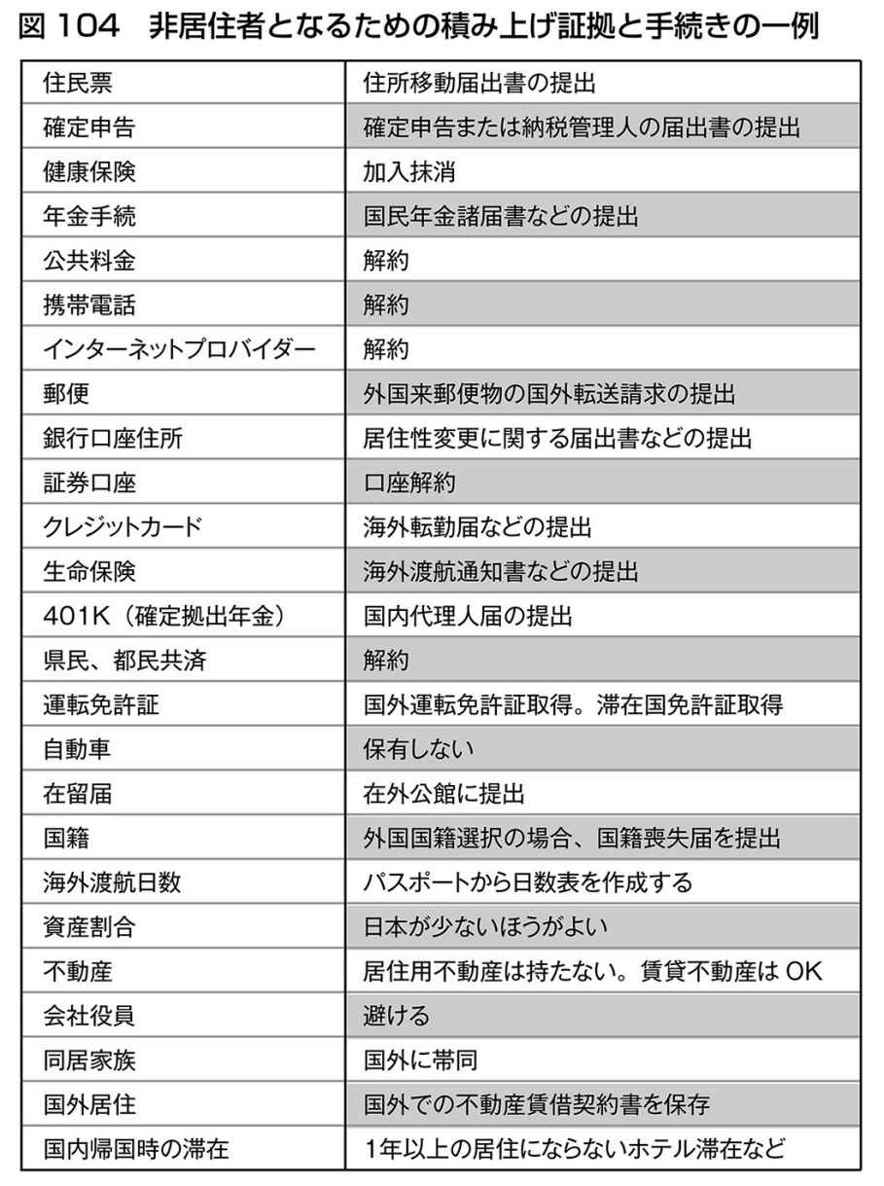 図 104　非居住者となるための積み上げ証拠と手続きの一例
住民票　住所移動届出書の提出
確定申告　確定申告または納税管理人の届出書の提出
健康保険　加入抹消
年金手続　国民年金諸届書などの提出
公共料金　解約
携帯電話　解約
インターネットプロバイダー　解約
郵便　外国来郵便物の国外転送請求の提出
銀行口座住所　居住性変更に関する届出書などの提出
証券口座　口座解約
クレジットカード　海外転勤届などの提出
生命保険　海外渡航通知書などの提出
401K（確定拠出年金）　国内代理人届の提出
県民、都民共済　解約
運転免許証　国外運転免許証取得。滞在国免許証取得
自動車　保有しない
在留届　在外公館に提出
国籍　外国国籍選択の場合、国籍喪失届を提出
海外渡航日数　パスポートから日数表を作成する
資産割合　日本が少ないほうがよい
不動産　居住用不動産は持たない。賃貸不動産は OK
会社役員　避ける
同居家族　国外に帯同
国外居住　国外での不動産賃借契約書を保存
国内帰国時の滞在　1年以上の居住にならないホテル滞在など